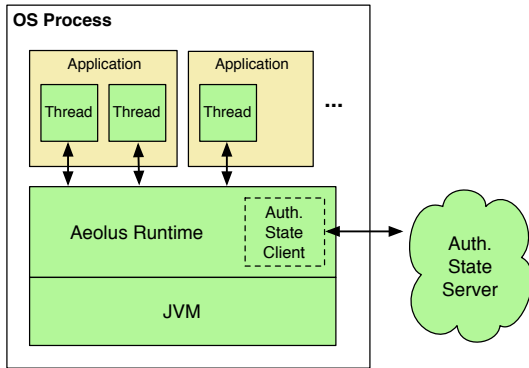 OS Process
Application
Application
Thread
Thread
Thread
...
Aeolus Runtime
Auth.
State
Client
Auth.
State
Server
JVM